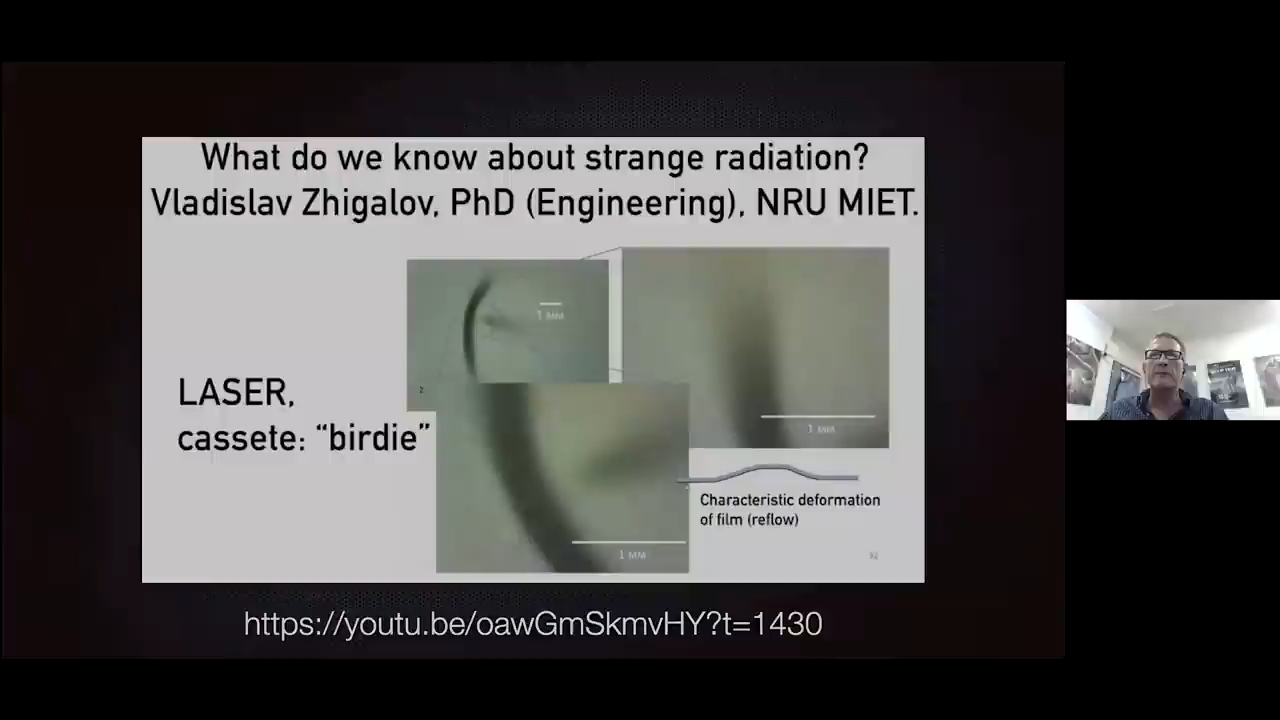 What do we know about strange radiation?
Vladislav Zhigalov, PhD (Engineering), NRU MIET.
1 мм
LASER,
cassete: “birdie”
2
1 мм
Characteristic deformation
of film (reflow)
1 мм
https://youtu.be/oawGmSkmvHY?t=1430